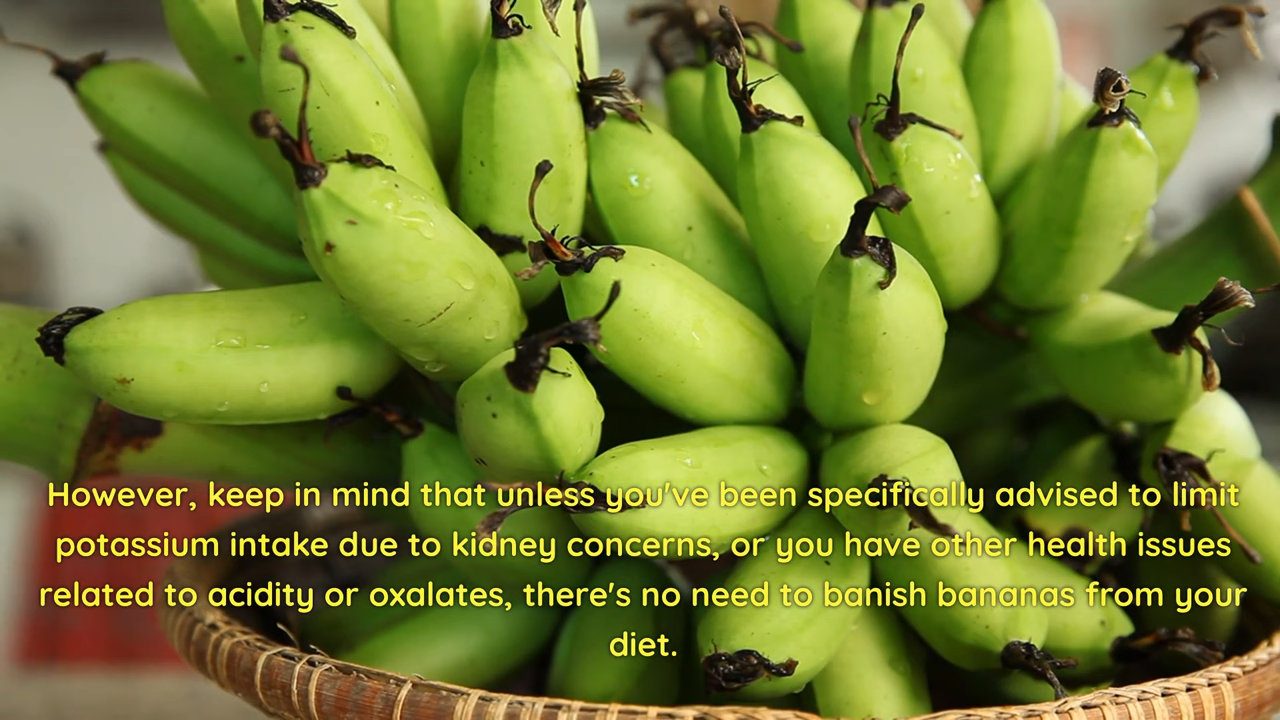 However, keep in mind that unless you've been specifically advised to limit
potassium intake due to kidney concerns, or you have other health issues
related to acidity or oxalates, there's no need to banish bananas from your
diet.